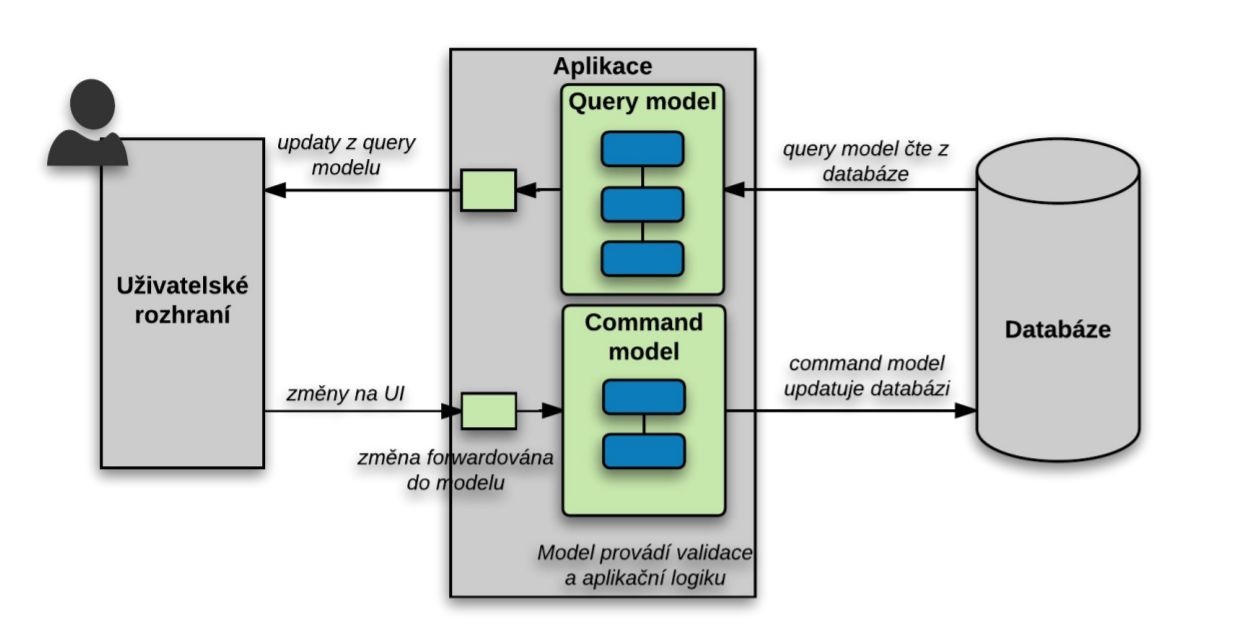 Aplikace
Query model
updaty z query
modelu
query model čte z
databáze
Uživatelské
rozhraní
Databáze
Command
model
command model
updatuje databázi
změny na UI
změna forwardována
do modelu
Model provádí validace
a aplikační logiku